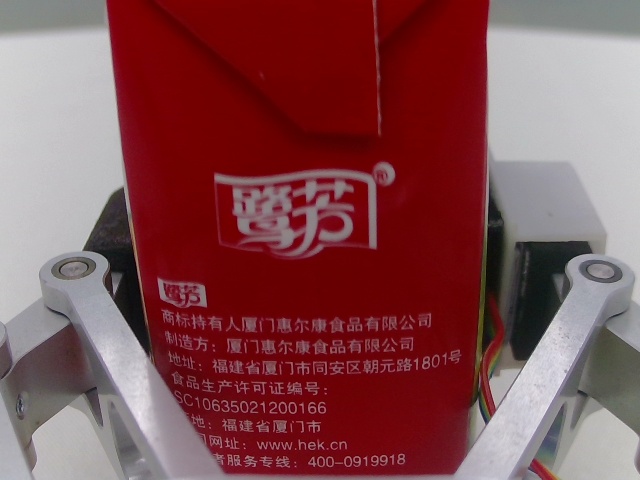 鹭芳®
鹭芳
商标持有人厦门惠尔康食品有限公司
制造方：厦门惠尔康食品有限公司
地址：福建省厦门市同安区朝元路1801号
食品生产许可证编号：
SC10635021200166
地：福建省厦门市
网址：www.hek.cn
者服务专线：400-0919918